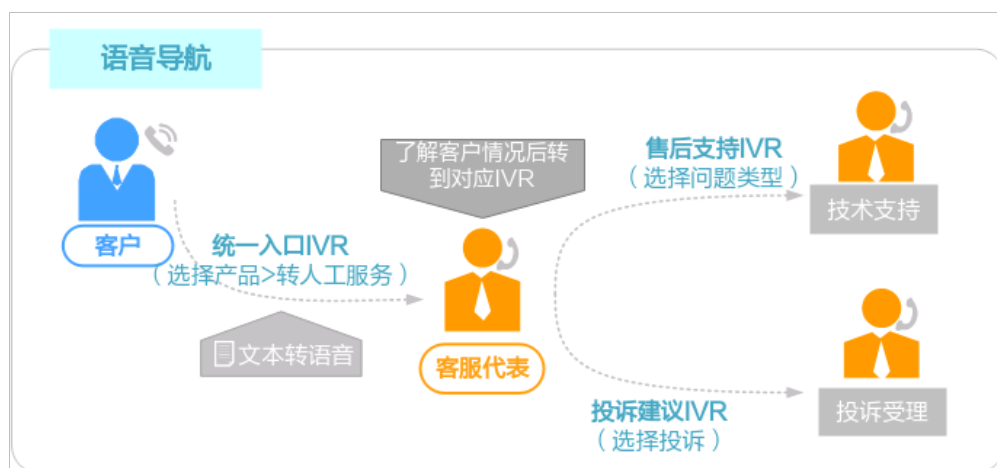 语音导航
了解客户情况后转
到对应IVR
售后支持IVR
（选择问题类型）
技术支持
客户
统一入口IVR
（选择产品>转人工服务）
文本转语音
客服代表
投诉建议IVR
（选择投诉）
投诉受理